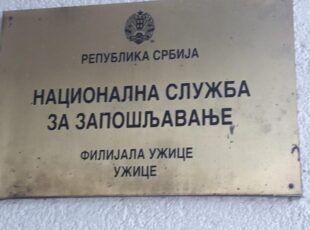 РЕПУБЛИКА СРБИЈА
НАЦИОНАЛНА СЛУЖБА
ЗА ЗАПОШЉАВАЊЕ
ФИЛИЈАЛА УЖИЦЕ
УЖИЦЕ